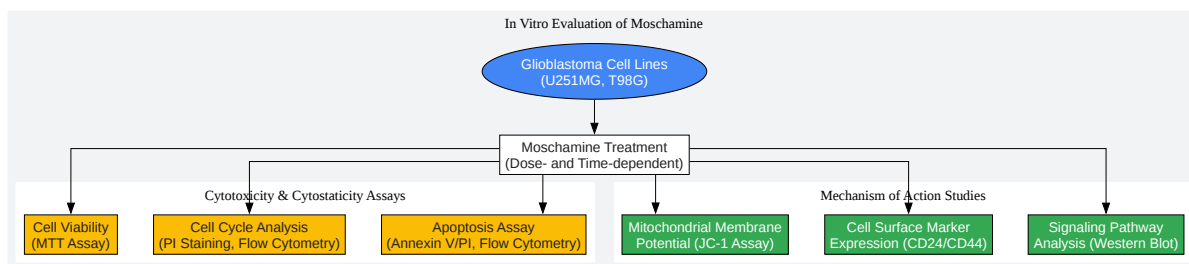 In Vitro Evaluation of Moschamine
Glioblastoma Cell Lines
(U251MG, T98G)
Moschamine Treatment
(Dose- and Time-dependent)
Cytotoxicity & Cytostaticity Assays
Cell Viability
(MTT Assay)
Cell Cycle Analysis
(PI Staining, Flow Cytometry)
Apoptosis Assay
(Annexin V/PI, Flow Cytometry)
Mechanism of Action Studies
Mitochondrial Membrane
Potential (JC-1 Assay)
Cell Surface Marker
Expression (CD24/CD44)
Signaling Pathway
Analysis (Western Blot)